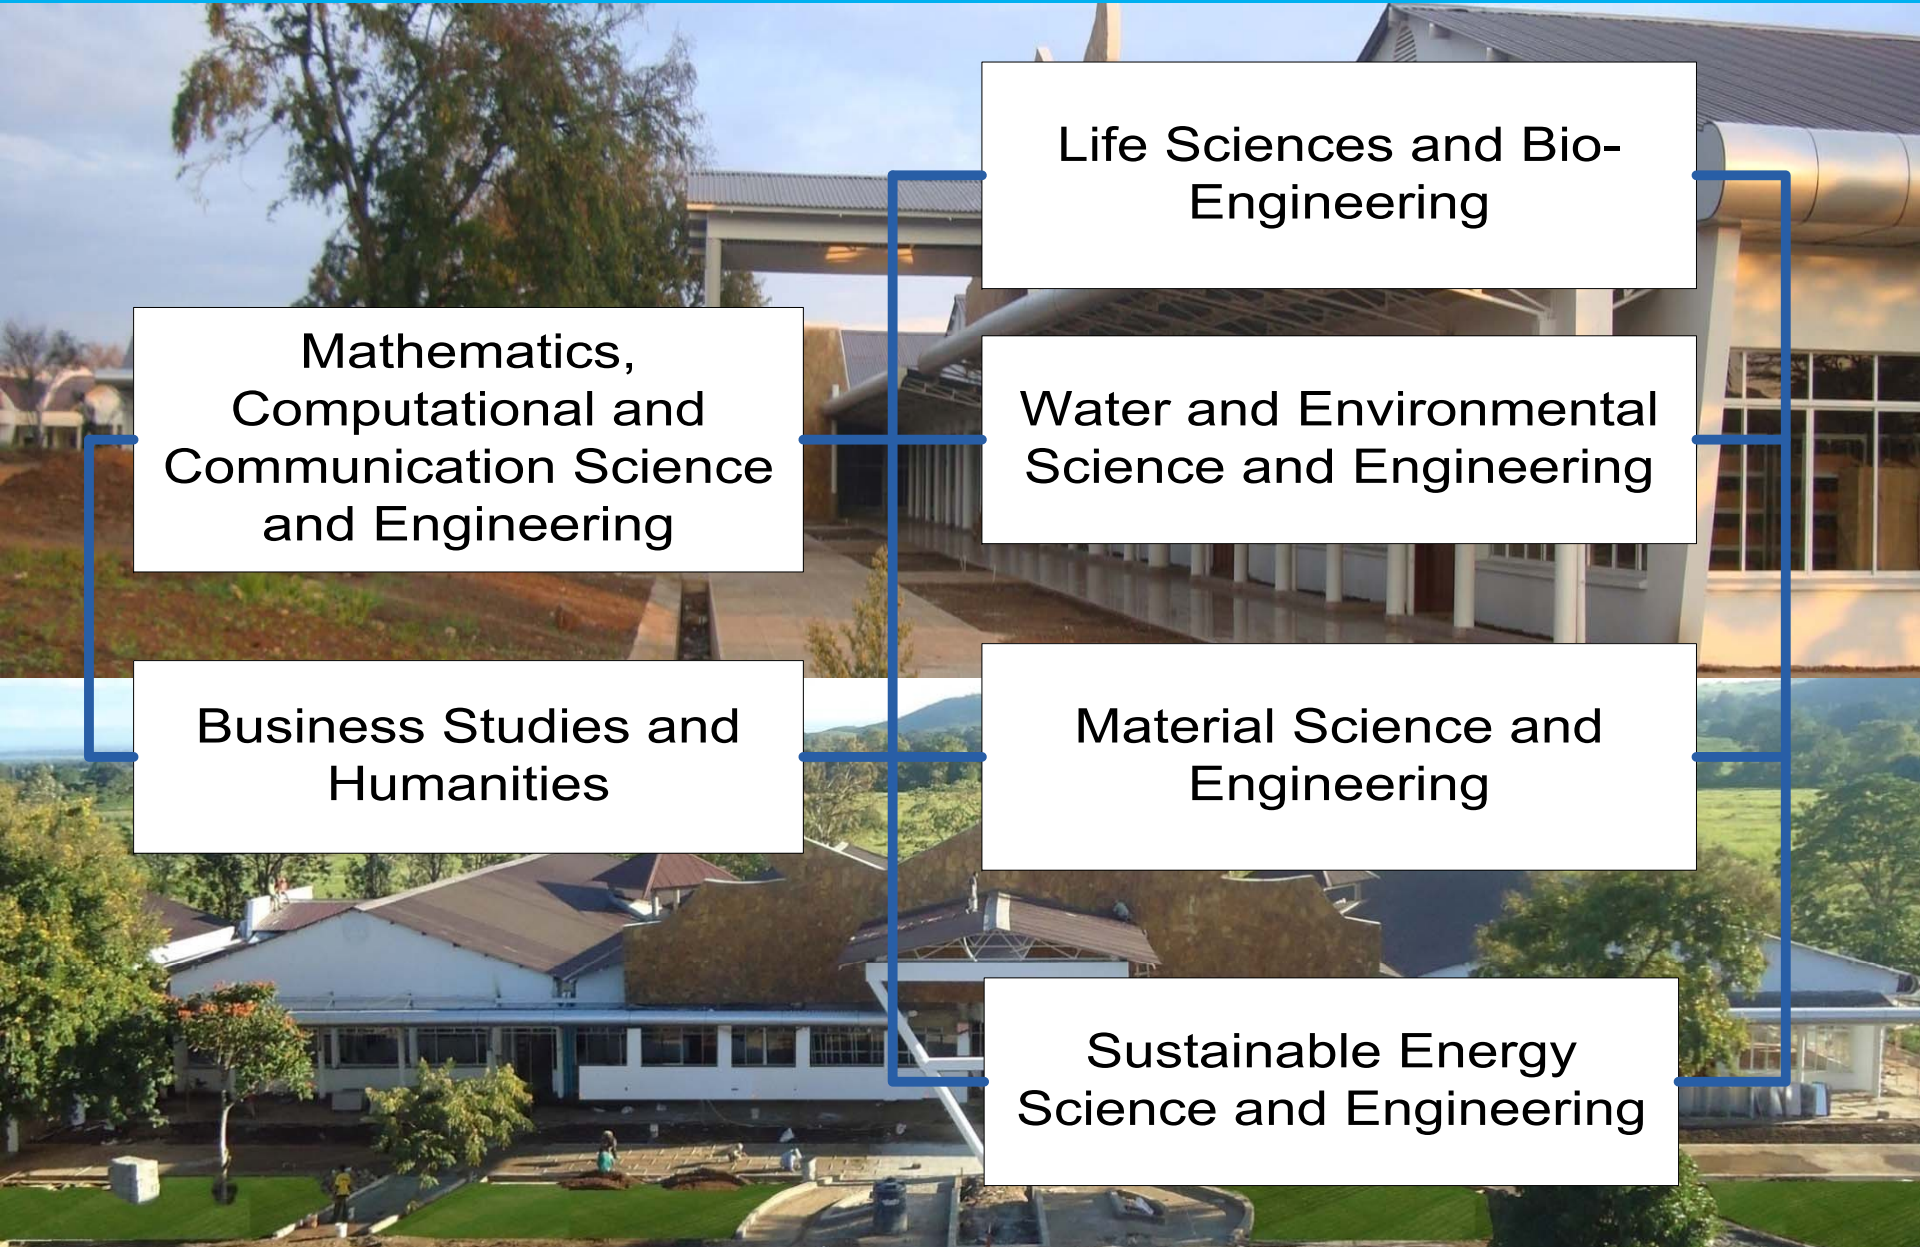 Mathematics,
Computational and
Communication Science
and Engineering
Business Studies and
Humanities
Life Sciences and Bio-
Engineering
Water and Environmental
Science and Engineering
Material Science and
Engineering
Sustainable Energy
Science and Engineering